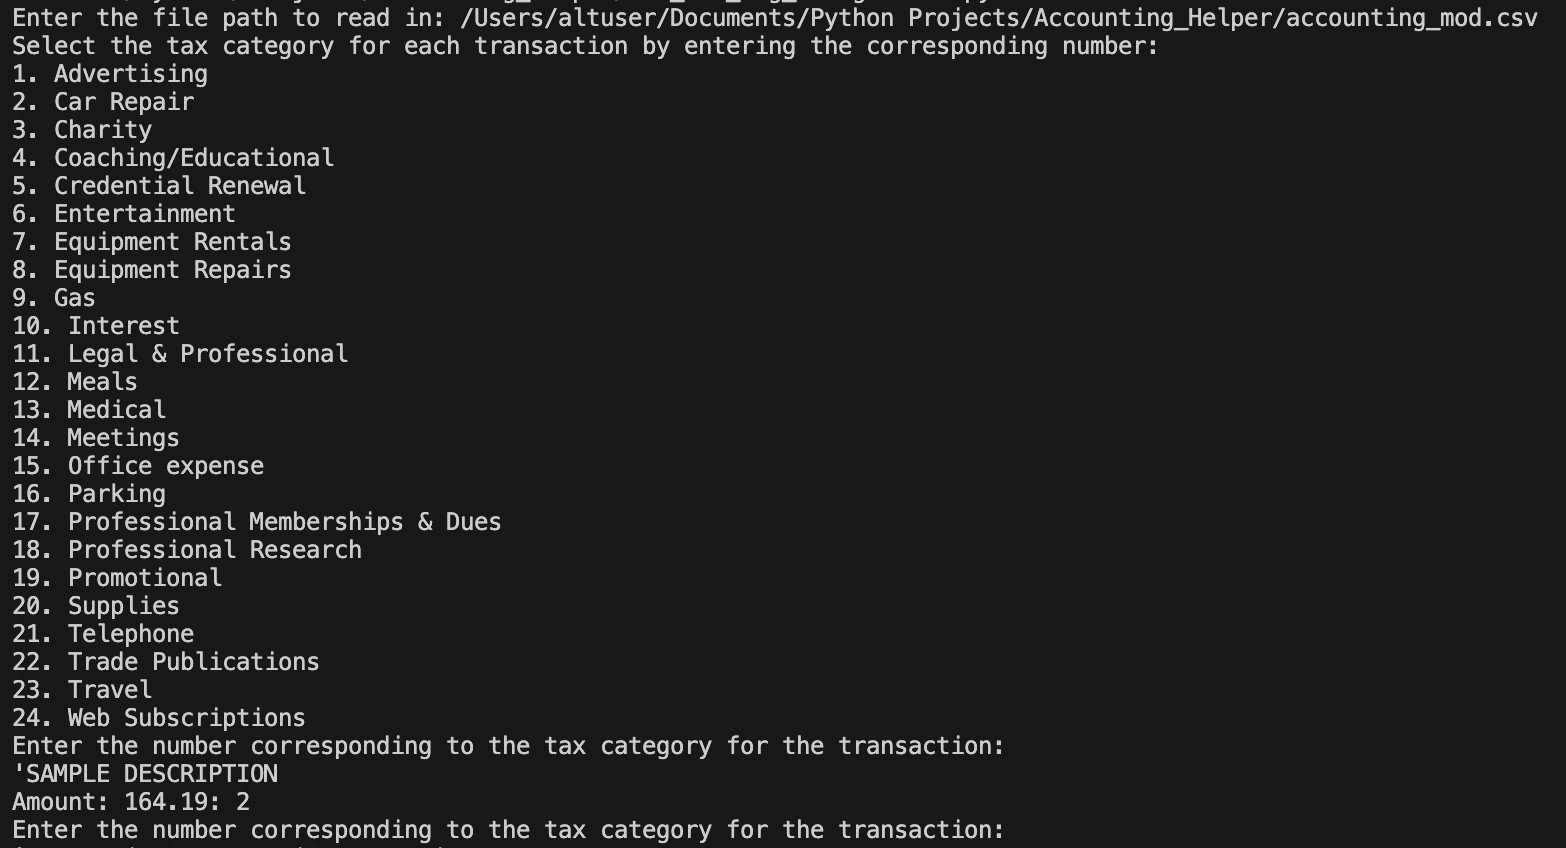 Enter the file path to read in: /Users/altuser/Documents/Python Projects/Accounting_Helper/accounting_mod.csv
Select the tax category for each transaction by entering the corresponding number:
1. Advertising
2. Car Repair
3. Charity
4. Coaching/Educational
5. Credential Renewal
6. Entertainment
7. Equipment Rentals
8. Equipment Repairs
9. Gas
10. Interest
11. Legal & Professional
12. Meals
13. Medical
14. Meetings
15. Office expense
16. Parking
17. Professional Memberships & Dues
18. Professional Research
19. Promotional
20. Supplies
21. Telephone
22. Trade Publications
23. Travel
24. Web Subscriptions
Enter the number corresponding to the tax category for the transaction:
'SAMPLE DESCRIPTION
Amount: 164.19: 2
Enter the number corresponding to the tax category for the transaction: